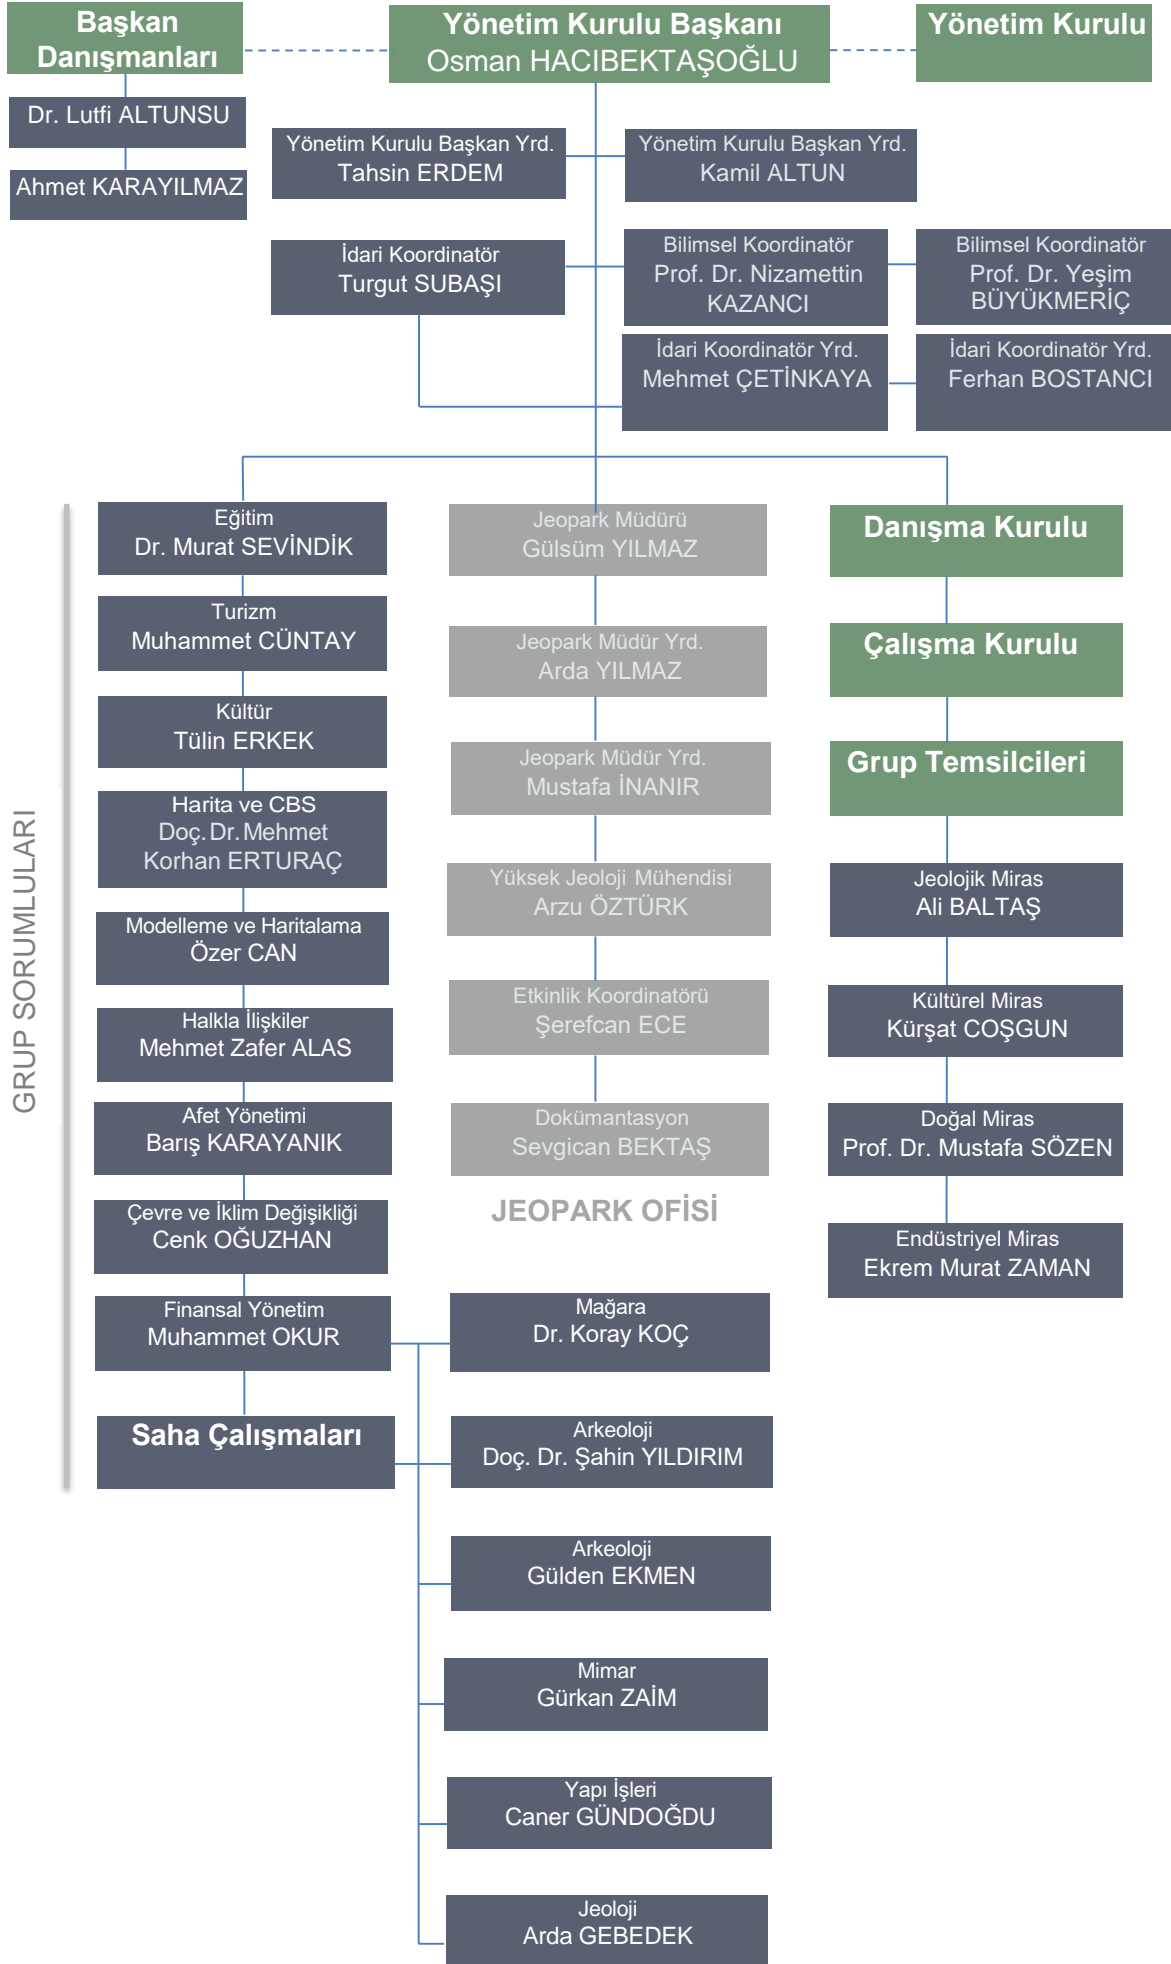 Başkan
Danışmanları
Yönetim Kurulu Başkanı
Osman HACIBEKTAŞOĞLU
Yönetim Kurulu
Dr. Lutfi ALTUNSU
Ahmet KARAYILMAZ
Yönetim Kurulu Başkan Yrd.
Tahsin ERDEM
Yönetim Kurulu Başkan Yrd.
Kamil ALTUN
İdari Koordinatör
Turgut SUBAŞI
Bilimsel Koordinatör
Prof. Dr. Nizamettin
KAZANCI
Bilimsel Koordinatör
Prof. Dr. Yeşim
BÜYÜKMERİÇ
İdari Koordinatör Yrd.
Mehmet ÇETİNKAYA
İdari Koordinatör Yrd.
Ferhan BOSTANCI
GRUP SORUMLULARI
Eğitim
Dr. Murat SEVİNDİK
Turizm
Muhammet CÜNTAY
Kültür
Tülin ERKEK
Harita ve CBS
Doç. Dr. Mehmet
Korhan ERTURAÇ
Modelleme ve Haritalama
Özer CAN
Halkla İlişkiler
Mehmet Zafer ALAS
Afet Yönetimi
Barış KARAYANIK
Çevre ve İklim Değişikliği
Cenk OĞUZHAN
Finansal Yönetim
Muhammet OKUR
Saha Çalışmaları
Jeopark Müdürü
Gülsüm YILMAZ
Jeopark Müdür Yrd.
Arda YILMAZ
Jeopark Müdür Yrd.
Mustafa İNANIR
Yüksek Jeoloji Mühendisi
Arzu ÖZTÜRK
Etkinlik Koordinatörü
Şerefcan ECE
Dokümantasyon
Sevgican BEKTAŞ
JEOPARK OFİSİ
Mağara
Dr. Koray KOÇ
Arkeoloji
Doç. Dr. Şahin YILDIRIM
Arkeoloji
Gülden EKMEN
Mimar
Gürkan ZAİM
Yapı İşleri
Caner GÜNDOĞDU
Jeoloji
Arda GEBEDEK
Danışma Kurulu
Çalışma Kurulu
Grup Temsilcileri
Jeolojik Miras
Ali BALTAŞ
Kültürel Miras
Kürşat COŞGUN
Doğal Miras
Prof. Dr. Mustafa SÖZEN
Endüstriyel Miras
Ekrem Murat ZAMAN